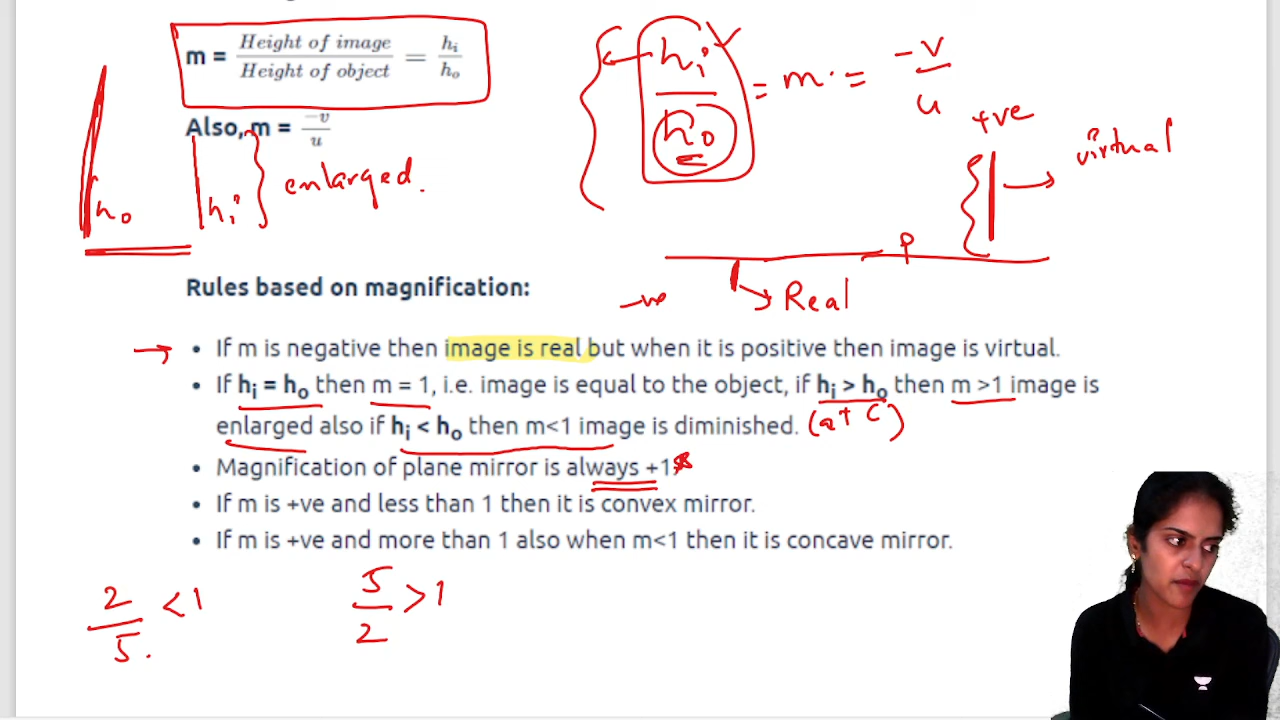 m = Height of image / Height of object = hi / ho
hi / ho = m = -v / u
Also, m = -v / u
+ve
virtual
enlarged.
ho
hi
P
Rules based on magnification:
-ve
Real
• If m is negative then image is real but when it is positive then image is virtual.
• If hi = ho then m = 1, i.e. image is equal to the object, if hi > ho then m >1 image is
enlarged also if hi < ho then m<1 image is diminished. (at C)
• Magnification of plane mirror is always +1
• If m is +ve and less than 1 then it is convex mirror.
• If m is +ve and more than 1 also when m<1 then it is concave mirror.
2 / 5 < 1
5 / 2 > 1